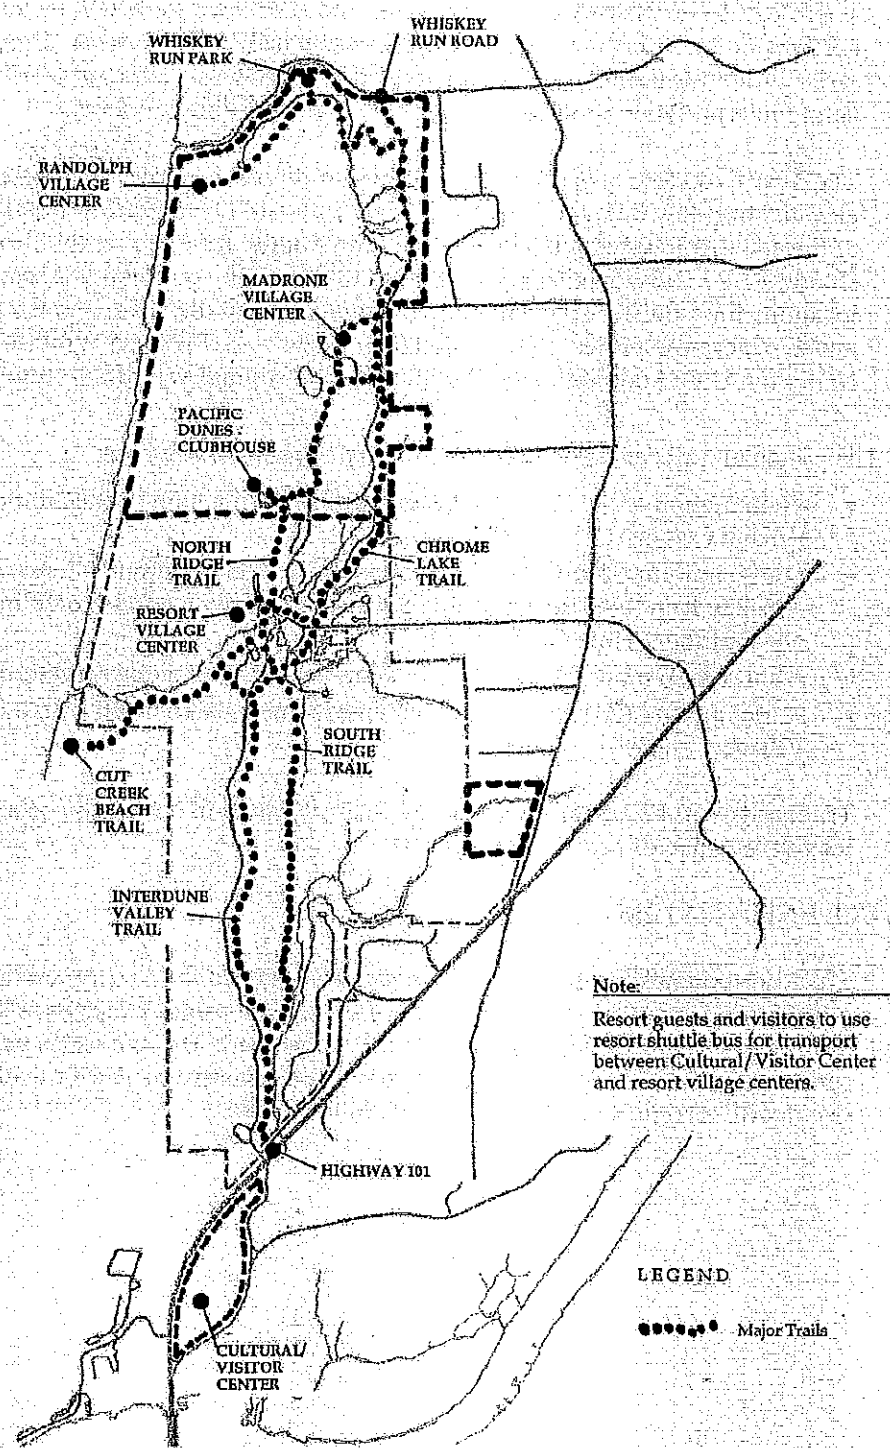 WHISKEY
RUN ROAD
WHISKEY
RUN PARK
RANDOLPH
VILLAGE
CENTER
MADRONE
VILLAGE
CENTER
PACIFIC
DUNES
CLUBHOUSE
NORTH
RIDGE
TRAIL
CHROME
LAKE
TRAIL
RESORT
VILLAGE
CENTER
SOUTH
RIDGE
TRAIL
CUT
CREEK
BEACH
TRAIL
INTERDUNE
VALLEY
TRAIL
Note:
Resort guests and visitors to use
resort shuttle bus for transport
between Cultural/Visitor Center
and resort village centers.
HIGHWAY 101
LEGEND
Major Trails
CULTURAL/
VISITOR
CENTER